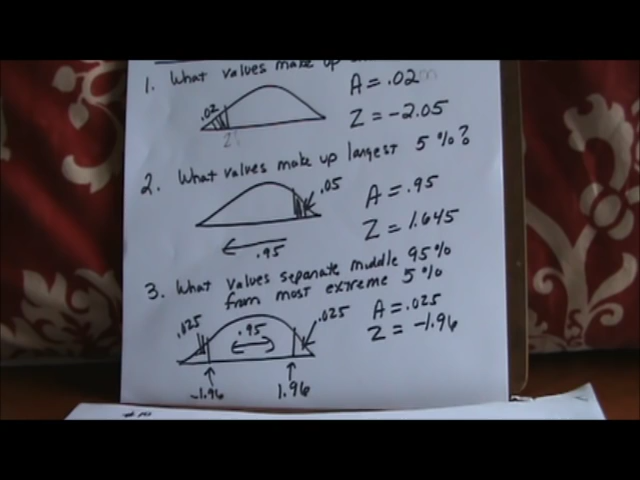 1. What values make up
.02
A = .02
Z = -2.05
2. What values make up largest 5%?
.05
.95
A = .95
Z = 1.645
3. What values separate middle 95%
from most extreme 5%
.025
.95
.025
A = .025
Z = -1.96
-1.96
1.96